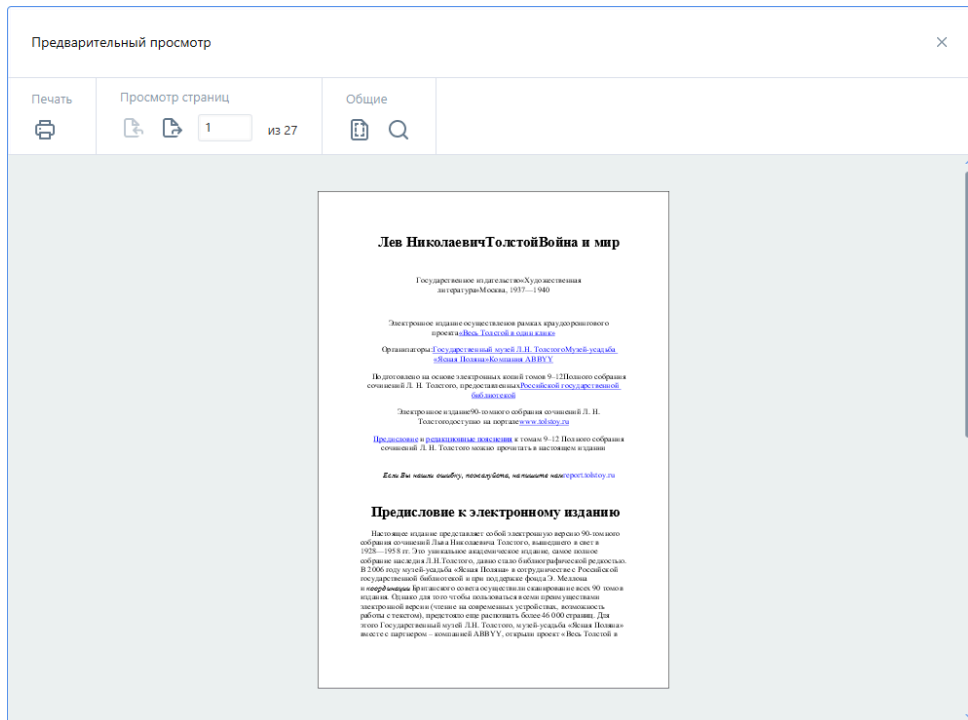 Предварительный просмотр
Печать
Просмотр страниц
Общие
1
из 27
Лев НиколаевичТолстойВойна и мир
Государственное издательство«Художественная
литература»Москва, 1937—1940
Электронное издание осуществленов рамках краудсорсингового
проекта«Весь Толстой в один клик»
Организаторы:Государственный музей Л.Н. ТолстогоМузей-усадьба
«Ясная Поляна»Компания ABBYY
Подготовлено на основе электронных копий томов 9–12Полного собрания
сочинений Л. Н. Толстого, предоставленныхРоссийской государственной
библиотекой
Электронное издание90-томного собрания сочинений Л. Н.
Толстогодоступно на порталеwww.tolstoy.ru
Предисловие и редакционные пояснения к томам 9–12 Полного собрания
сочинений Л. Н. Толстого можно прочитать в настоящем издании
Если Вы нашли ошибку, пожалуйста, напишите намreport.tolstoy.ru
Предисловие к электронному изданию
Настоящее издание представляет собой электронную версию 90-томного
собрания сочинений Льва Николаевича Толстого, вышедшего в свет в
1928—1958 гг. Это уникальное академическое издание, самое полное
собрание наследия Л.Н.Толстого, давно стало библиографической редкостью.
В 2006 году музей-усадьба «Ясная Поляна» в сотрудничестве с Российской
государственной библиотекой и при поддержке фонда Э. Меллона
и координации Британского совета осуществили сканирование всех 90 томов
издания. Однако для того чтобы пользоваться всеми преимуществами
электронной версии (чтение на современных устройствах, возможность
работы с текстом), предстояло еще распознать более 46 000 страниц. Для
этого Государственный музей Л.Н. Толстого, музей-усадьба «Ясная Поляна»
вместе с партнером – компанией ABBYY, открыли проект «Весь Толстой в